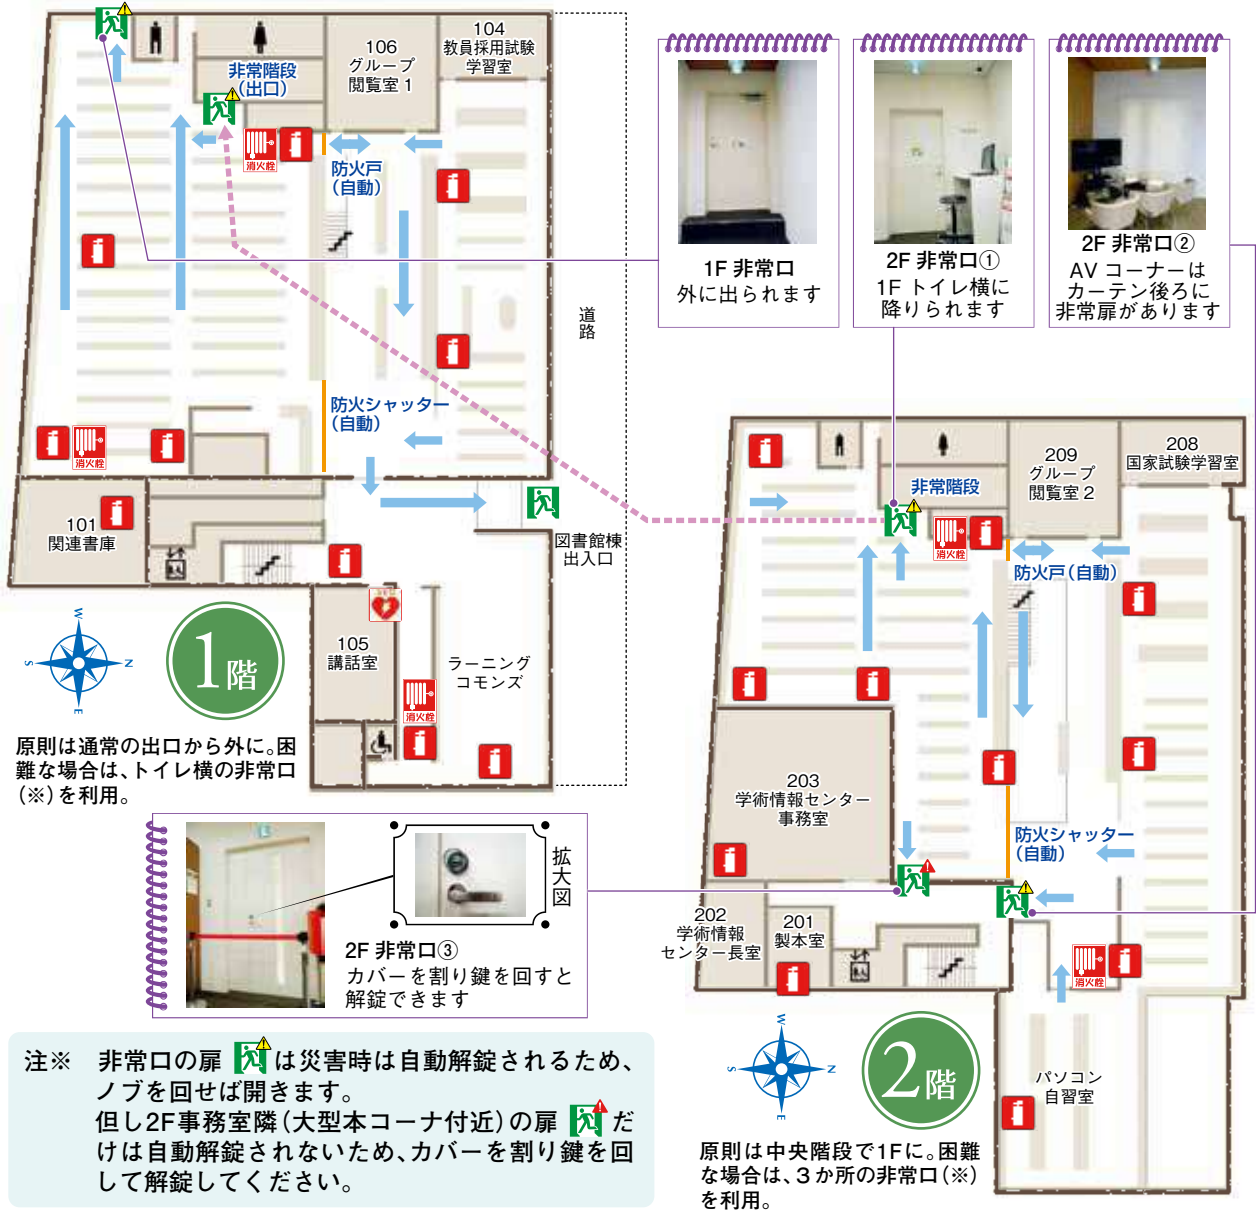 104
教員採用試験
学習室
106
グループ
閲覧室 1
非常階段
(出口)
消火栓
防火戸
(自動)
道路
防火シャッター
(自動)
消火栓
101
関連書庫
図書館棟
出入口
105
講話室
ラーニング
コモンズ
消火栓
W
S
N
E
1階
原則は通常の出口から外に。困
難な場合は、トイレ横の非常口
(※)を利用。
1F 非常口
外に出られます
2F 非常口①
1F トイレ横に
降りられます
2F 非常口②
AV コーナーは
カーテン後ろに
非常扉があります
208
国家試験学習室
209
グループ
閲覧室 2
非常階段
消火栓
防火戸(自動)
203
学術情報センター
事務室
防火シャッター
(自動)
202
学術情報
センター長室
201
製本室
消火栓
パソコン
自習室
W
S
N
E
2階
原則は中央階段で1Fに。困難
な場合は、3か所の非常口(※)
を利用。
拡大図
2F 非常口③
カバーを割り鍵を回すと
解錠できます
注※ 非常口の扉 は災害時は自動解錠されるため、
ノブを回せば開きます。
但し2F事務室隣(大型本コーナ付近)の扉 だ
けは自動解錠されないため、カバーを割り鍵を回
して解錠してください。